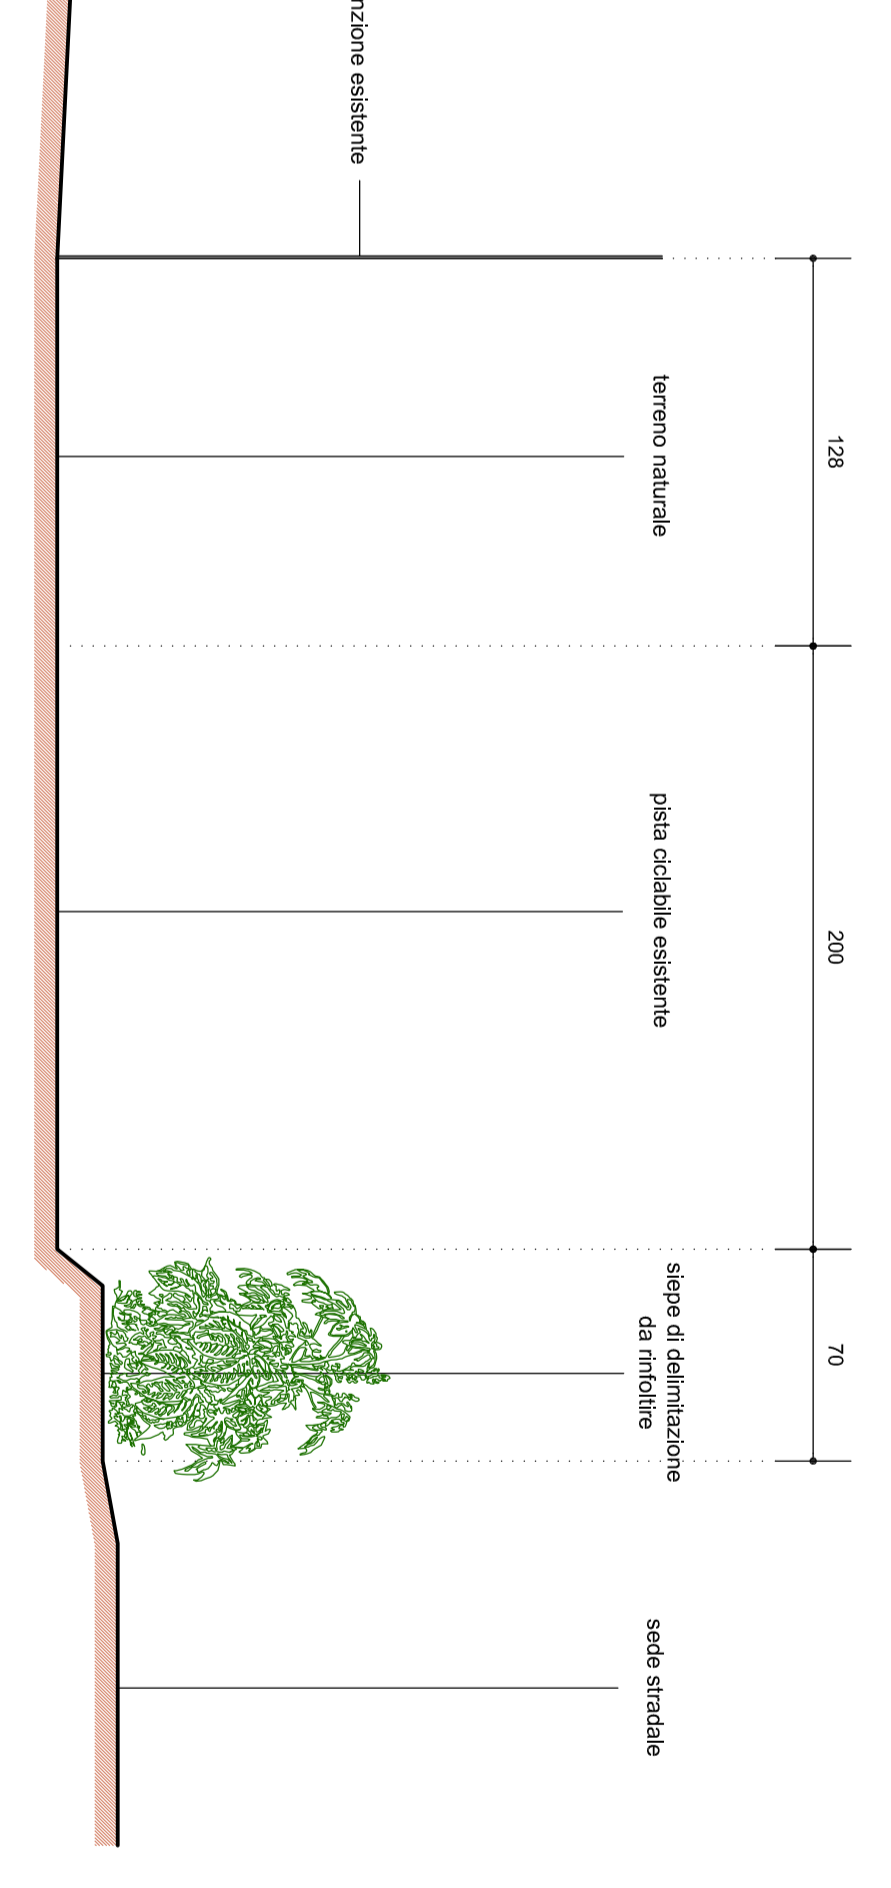 128
200
70
nzione esistente
terreno naturale
pista ciclabile esistente
siepe di delimitazione
da rinfoltire
sede stradale